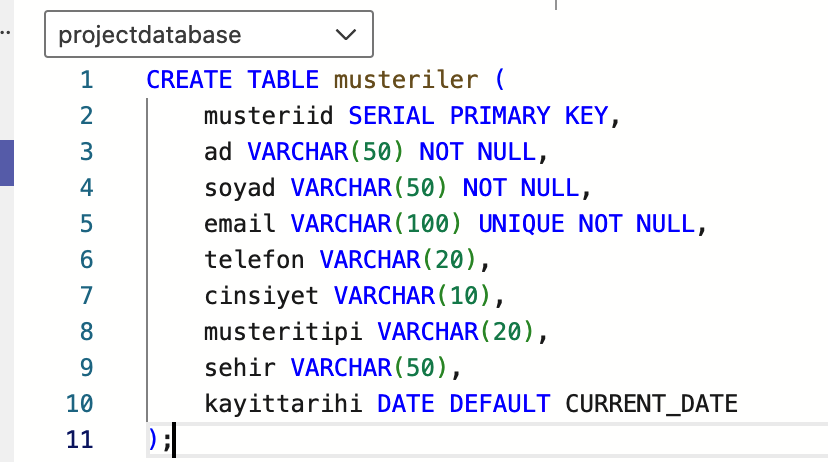 projectdatabase
1 CREATE TABLE musteriler (
2 musteriid SERIAL PRIMARY KEY,
3 ad VARCHAR(50) NOT NULL,
4 soyad VARCHAR(50) NOT NULL,
5 email VARCHAR(100) UNIQUE NOT NULL,
6 telefon VARCHAR(20),
7 cinsiyet VARCHAR(10),
8 musteritipi VARCHAR(20),
9 sehir VARCHAR(50),
10 kayittarihi DATE DEFAULT CURRENT_DATE
11 );